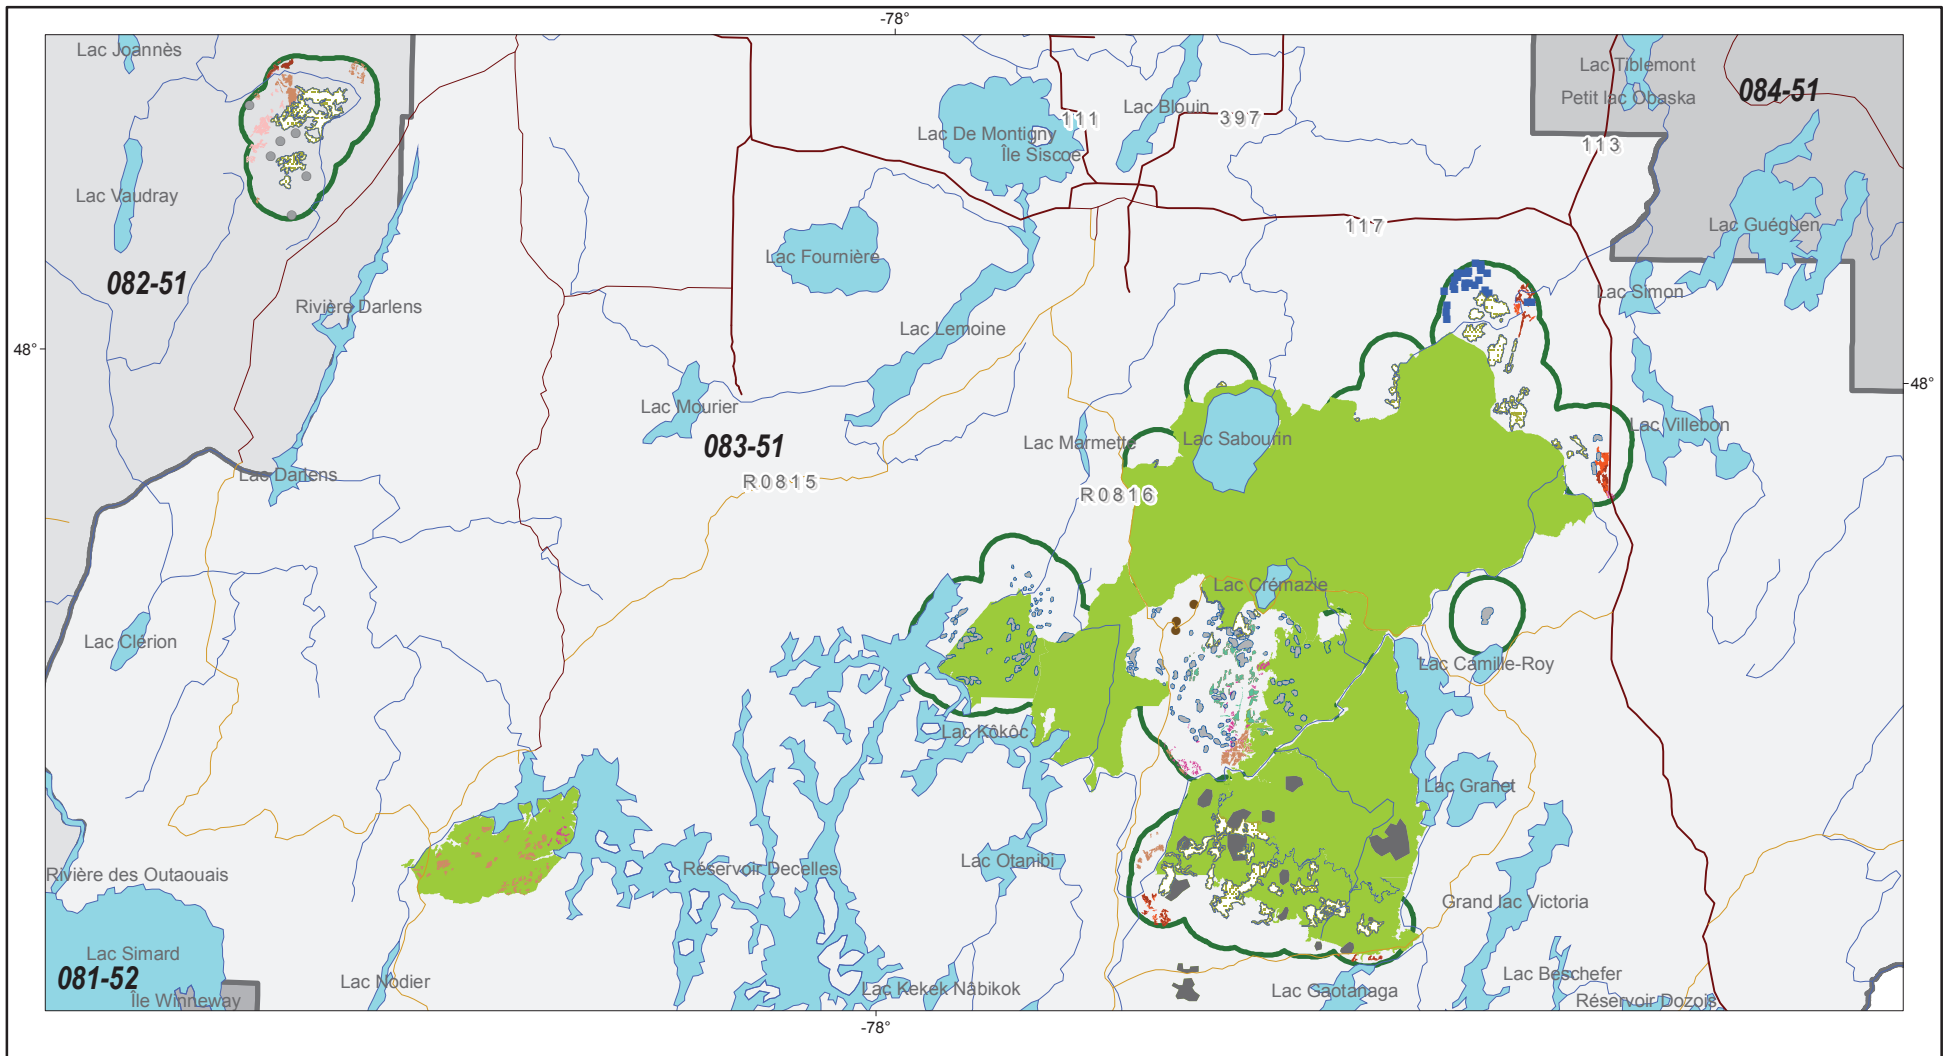 -78°
Lac Joannès
Lac Tiblemont
084-51
Petit lac Obaska
Lac Blouin
111
397
Lac De Montigny
113
Île Siscoe
Lac Vaudray
Lac Guéguen
117
Lac Fournière
082-51
Lac Simon
Rivière Darlens
Lac Lemoine
48°
48°
Lac Mourier
Lac Villebon
083-51
Lac Marmette
Lac Sabourin
Lac Darlens
R0815
R0816
Lac Crémazie
Lac Clérion
Lac Camille-Roy
Lac Kôkôc
Lac Granet
Lac Otanibi
Réservoir Decelles
Rivière des Outaouais
Grand lac Victoria
Lac Simard
081-52
Lac Nodier
Lac Beschefer
Lac Kekek Nâbikok
Lac Gaotanaga
Île Winneway
Réservoir Dozois
-78°